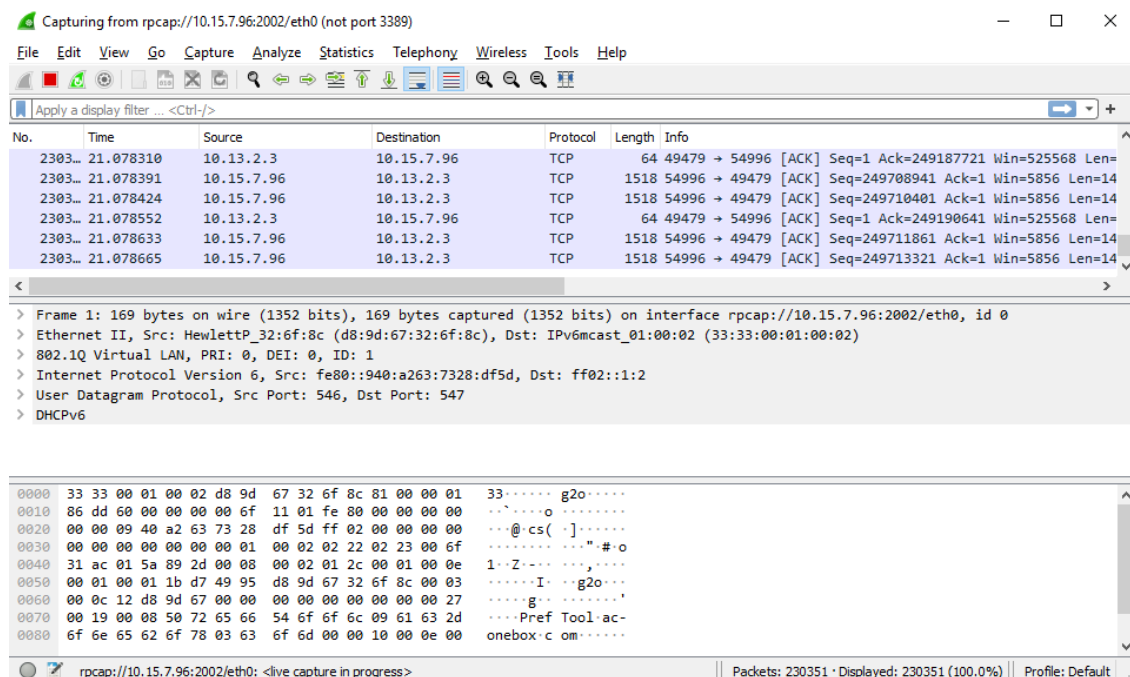 Capturing from rpcap://10.15.7.96:2002/eth0 (not port 3389)
File Edit View Go Capture Analyze Statistics Telephony Wireless Tools Help
Apply a display filter ... <Ctrl-/>
No. Time Source Destination Protocol Length Info
2303… 21.078310 10.13.2.3 10.15.7.96 TCP 64 49479 → 54996 [ACK] Seq=1 Ack=249187721 Win=525568 Len=
2303… 21.078391 10.15.7.96 10.13.2.3 TCP 1518 54996 → 49479 [ACK] Seq=249708941 Ack=1 Win=5856 Len=14
2303… 21.078424 10.15.7.96 10.13.2.3 TCP 1518 54996 → 49479 [ACK] Seq=249710401 Ack=1 Win=5856 Len=14
2303… 21.078552 10.13.2.3 10.15.7.96 TCP 64 49479 → 54996 [ACK] Seq=1 Ack=249190641 Win=525568 Len=
2303… 21.078633 10.15.7.96 10.13.2.3 TCP 1518 54996 → 49479 [ACK] Seq=249711861 Ack=1 Win=5856 Len=14
2303… 21.078665 10.15.7.96 10.13.2.3 TCP 1518 54996 → 49479 [ACK] Seq=249713321 Ack=1 Win=5856 Len=14
> Frame 1: 169 bytes on wire (1352 bits), 169 bytes captured (1352 bits) on interface rpcap://10.15.7.96:2002/eth0, id 0
> Ethernet II, Src: HewlettP_32:6f:8c (d8:9d:67:32:6f:8c), Dst: IPv6mcast_01:00:02 (33:33:00:01:00:02)
> 802.1Q Virtual LAN, PRI: 0, DEI: 0, ID: 1
> Internet Protocol Version 6, Src: fe80::940:a263:7328:df5d, Dst: ff02::1:2
> User Datagram Protocol, Src Port: 546, Dst Port: 547
> DHCPv6
0000 33 33 00 01 00 02 d8 9d 67 32 6f 8c 81 00 00 01 33······ g2o·····
0010 86 dd 60 00 00 00 00 6f 11 01 fe 80 00 00 00 00 ··`····o ········
0020 00 00 09 40 a2 63 73 28 df 5d ff 02 00 00 00 00 ···@·cs( ·]······
0030 00 00 00 00 00 00 00 01 00 02 02 22 02 23 00 6f ········ ···"·#·o
0040 31 ac 01 5a 89 2d 00 08 00 02 01 2c 00 01 00 0e 1··Z·-·· ···,····
0050 00 01 00 01 1b d7 49 95 d8 9d 67 32 6f 8c 00 03 ······I· ··g2o···
0060 00 0c 12 d8 9d 67 00 00 00 00 00 00 00 00 00 27 ·····g·· ·······'
0070 00 19 00 08 50 72 65 66 54 6f 6f 6c 09 61 63 2d ····Pref Tool·ac-
0080 6f 6e 65 62 6f 78 03 63 6f 6d 00 00 10 00 0e 00 onebox·c om······
rpcap://10.15.7.96:2002/eth0: <live capture in progress> Packets: 230351 · Displayed: 230351 (100.0%) Profile: Default